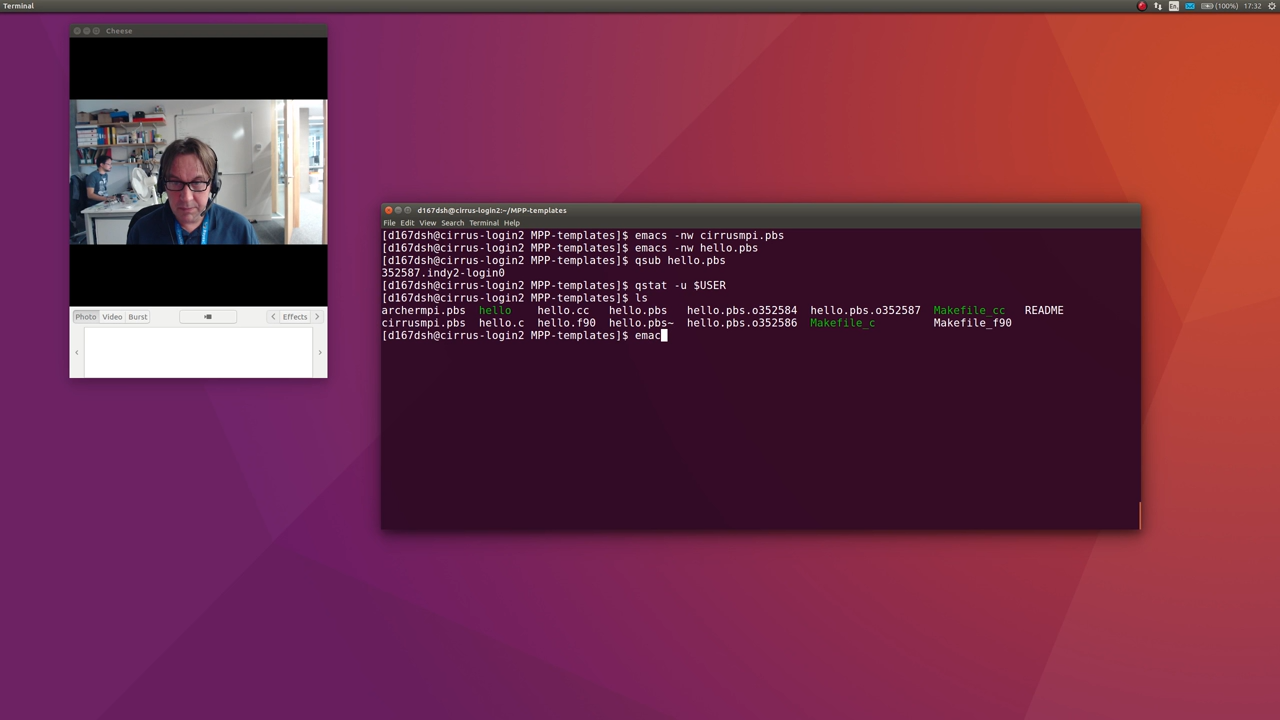 Terminal
En
(100%)
17:32
Cheese
Photo
Video
Burst
Effects
d167dsh@cirrus-login2:~/MPP-templates
File Edit View Search Terminal Help
[d167dsh@cirrus-login2 MPP-templates]$ emacs -nw cirrusmpi.pbs
[d167dsh@cirrus-login2 MPP-templates]$ emacs -nw hello.pbs
[d167dsh@cirrus-login2 MPP-templates]$ qsub hello.pbs
352587.indy2-login0
[d167dsh@cirrus-login2 MPP-templates]$ qstat -u $USER
[d167dsh@cirrus-login2 MPP-templates]$ ls
archermpi.pbs hello hello.cc hello.pbs hello.pbs.o352584 hello.pbs.o352587 Makefile_cc README
cirrusmpi.pbs hello.c hello.f90 hello.pbs~ hello.pbs.o352586 Makefile_c Makefile_f90
[d167dsh@cirrus-login2 MPP-templates]$ emac